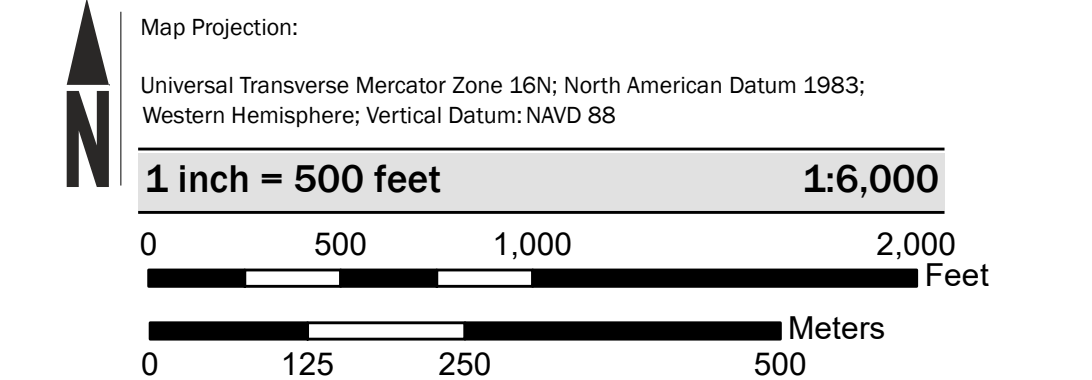 Map Projection:
Universal Transverse Mercator Zone 16N; North American Datum 1983;
Western Hemisphere; Vertical Datum: NAVD 88
N
1 inch = 500 feet 1:6,000
0 500 1,000 2,000
Feet
Meters
0 125 250 500